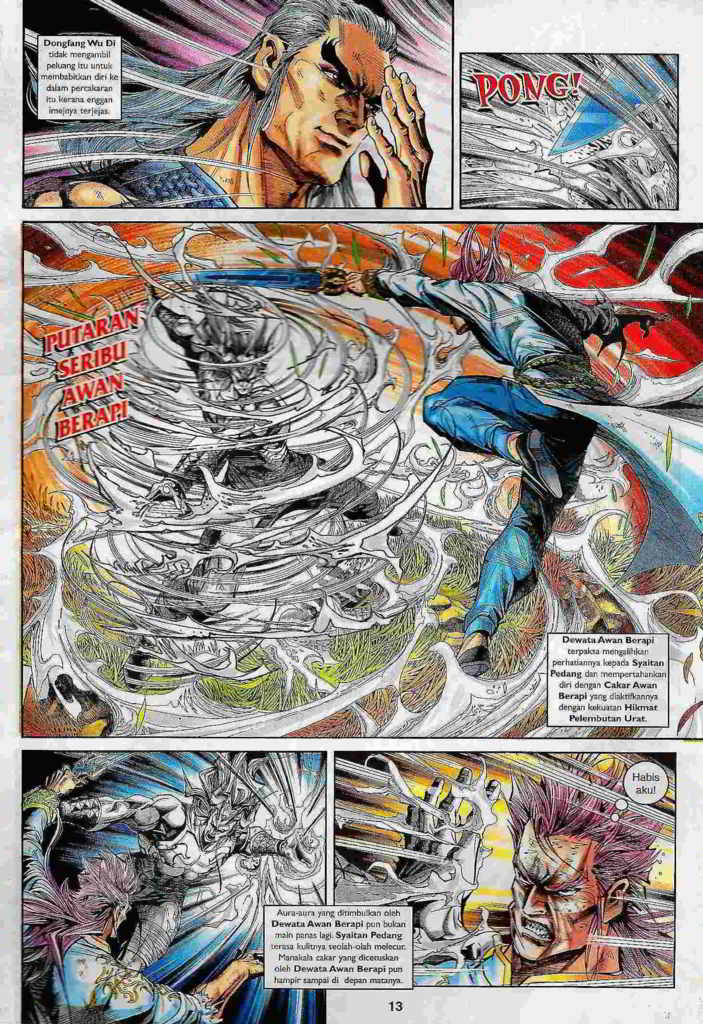 Dongfang Wu Di
tidak mengambil
peluang itu untuk
membabitkan diri ke
dalam pertakaran
itu kerana enggan
imejnya terjejas.
PONG!
PUTARAN
SERIBU
AWAN
BERAPI
Dewata Awan Berapi
terpaksa mengalihkan
perhatiannya kepada Syaitan
Pedang dan mempertahankan
diri dengan Cakar Awan
Berapi yang diaktifkannya
dengan kekuatan Hikmat
Pelembutan Urat.
Aura-aura yang ditimbulkan oleh
Dewata Awan Berapi pun bukan
main panas lagi. Syaitan Pedang
terasa kulitnya seolah-olah melecur.
Manakala cakar yang dicetuskan
oleh Dewata Awan Berapi pun
hampir sampai di depan matanya.
Habis
aku!
13